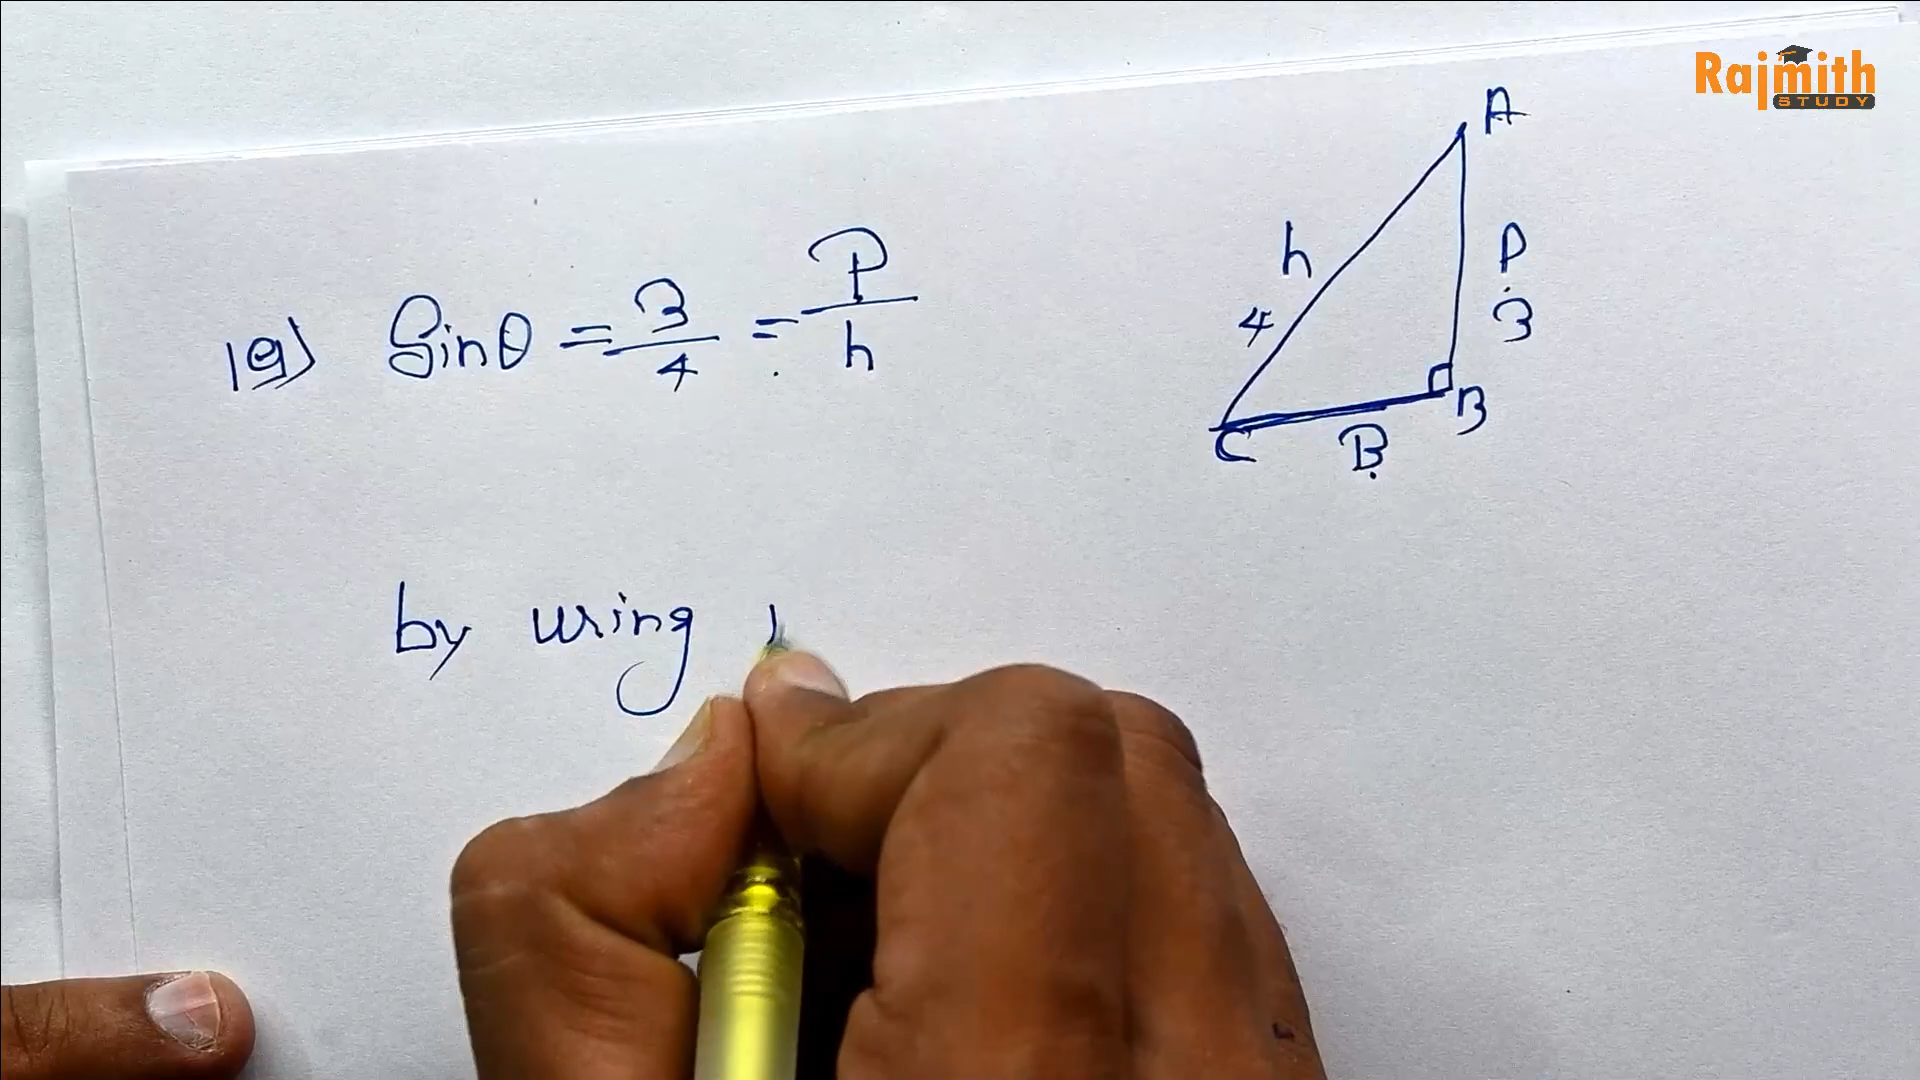 Rajmith
STUDY
19) Sinθ = 3/4 = P/h
A
h
P
4
3
B
C
B
by using